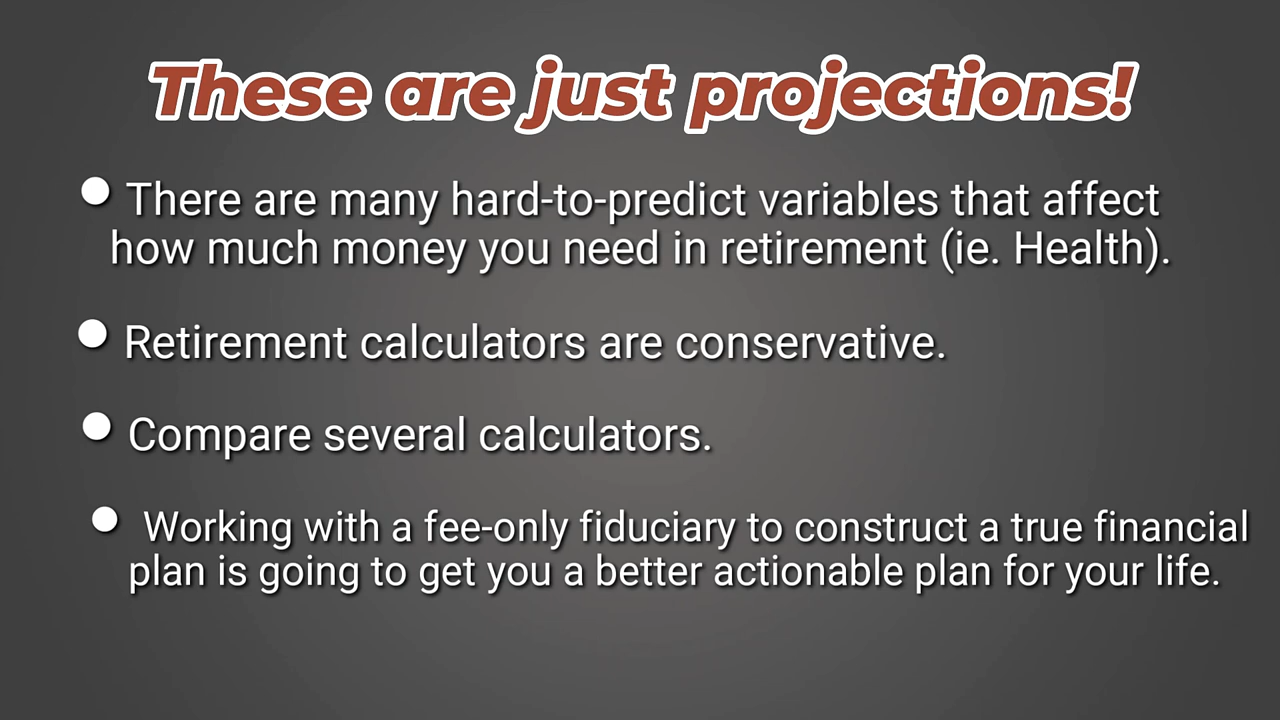 These are just projections!
There are many hard-to-predict variables that affect
how much money you need in retirement (ie. Health).
Retirement calculators are conservative.
Compare several calculators.
Working with a fee-only fiduciary to construct a true financial
plan is going to get you a better actionable plan for your life.